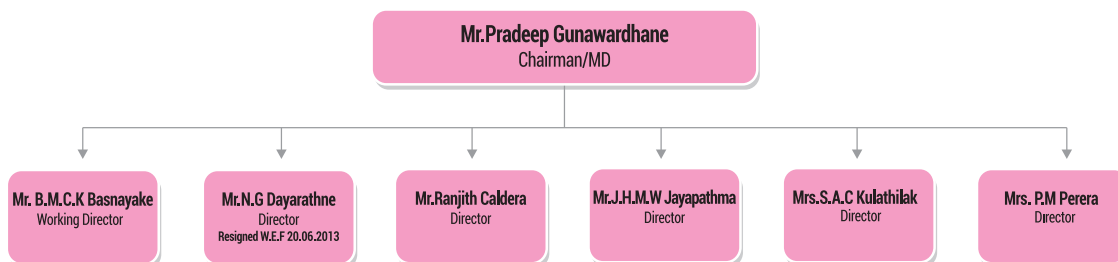 Mr.Pradeep Gunawardhane
Chairman/MD
Mr. B.M.C.K Basnayake
Working Director
Mr.N.G Dayarathne
Director
Resigned W.E.F 20.06.2013
Mr.Ranjith Caldera
Director
Mr.J.H.M.W Jayapathma
Director
Mrs.S.A.C Kulathilak
Director
Mrs. P.M Perera
Director